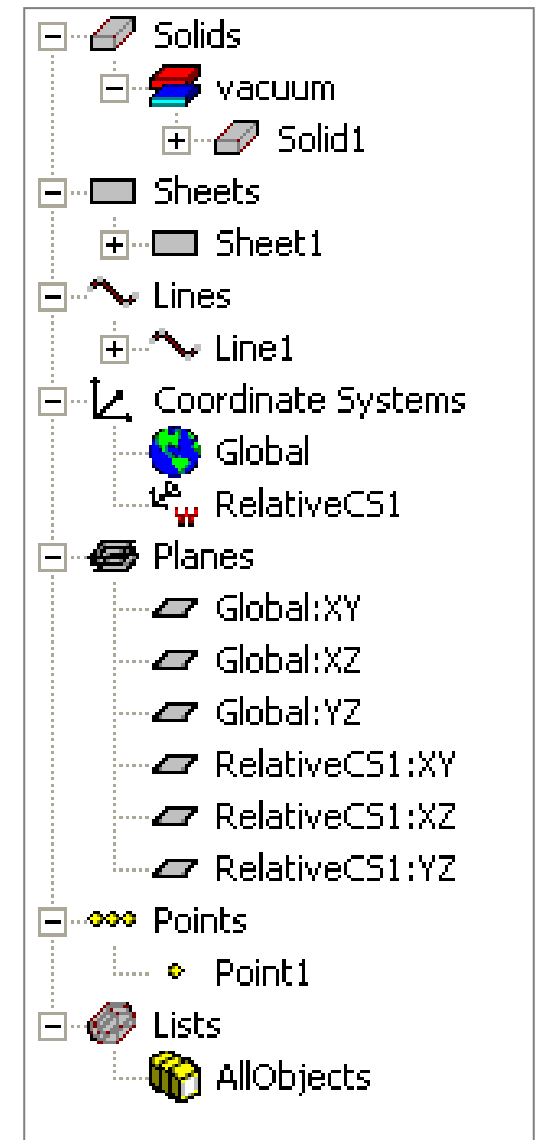 Solids
vacuum
Solid1
Sheets
Sheet1
Lines
Line1
Coordinate Systems
Global
RelativeCS1
Planes
Global:XY
Global:XZ
Global:YZ
RelativeCS1:XY
RelativeCS1:XZ
RelativeCS1:YZ
Points
Point1
Lists
AllObjects